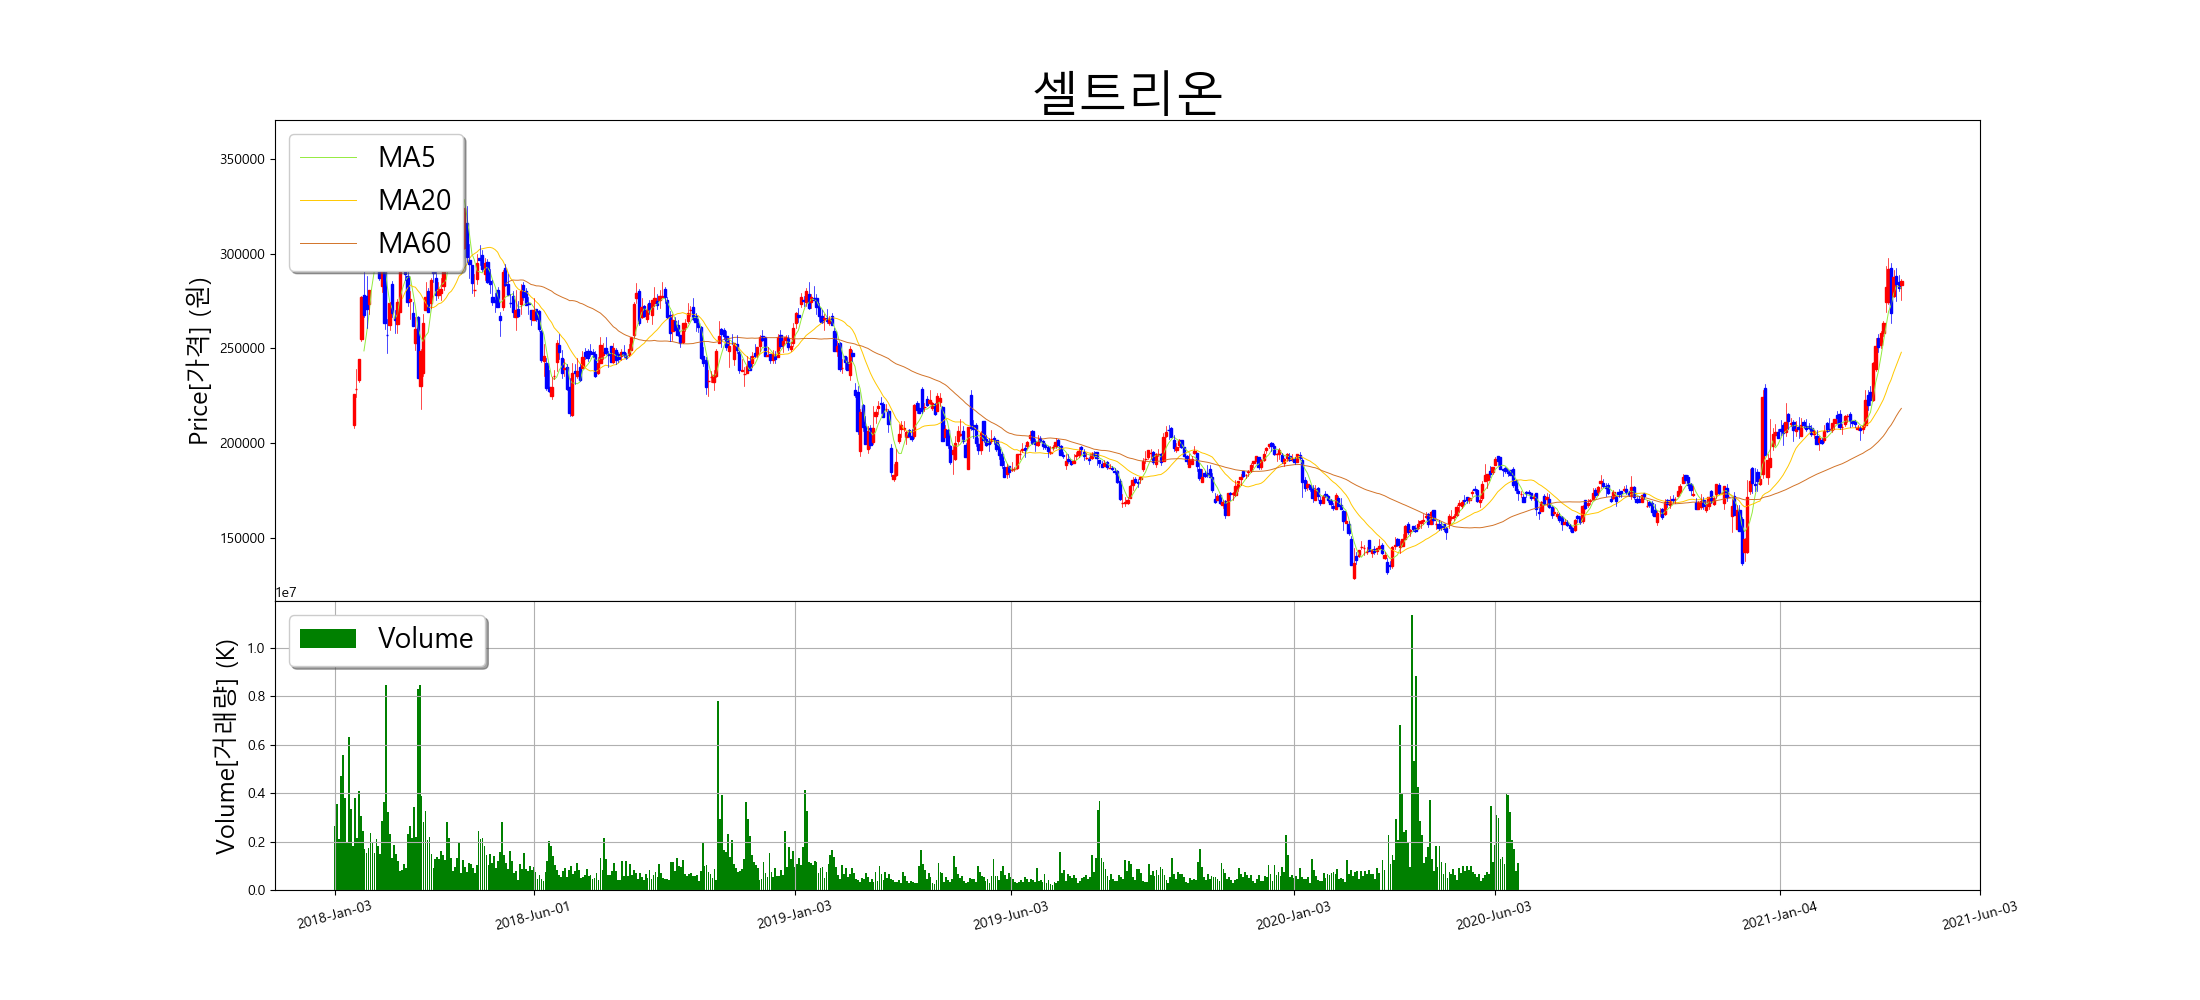 셀트리온
MA5
MA20
MA60
Price[가격] (원)
350000
300000
250000
200000
150000
1e7
Volume
Volume[거래량] (K)
1.0
0.8
0.6
0.4
0.2
0.0
2018-Jan-03
2018-Jun-01
2019-Jan-03
2019-Jun-03
2020-Jan-03
2020-Jun-03
2021-Jan-04
2021-Jun-03